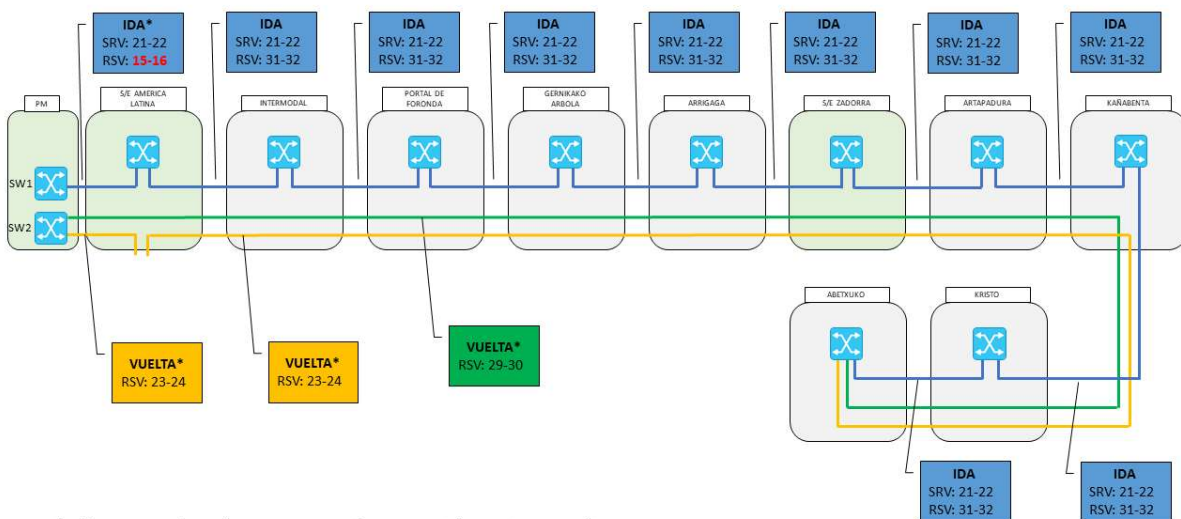 IDA*
SRV: 21-22
RSV: 15-16
IDA
SRV: 21-22
RSV: 31-32
IDA
SRV: 21-22
RSV: 31-32
IDA
SRV: 21-22
RSV: 31-32
IDA
SRV: 21-22
RSV: 31-32
IDA
SRV: 21-22
RSV: 31-32
IDA
SRV: 21-22
RSV: 31-32
IDA
SRV: 21-22
RSV: 31-32
PM
S/E AMERICA LATINA
INTERMODAL
PORTAL DE FORONDA
GERNIKAKO ARBOLA
ARRIGAGA
S/E ZADORRA
ARTAPADURA
KAÑABENTA
SW1
SW2
ABETXUKO
KRISTO
VUELTA*
RSV: 23-24
VUELTA*
RSV: 23-24
VUELTA*
RSV: 29-30
IDA
SRV: 21-22
RSV: 31-32
IDA
SRV: 21-22
RSV: 31-32